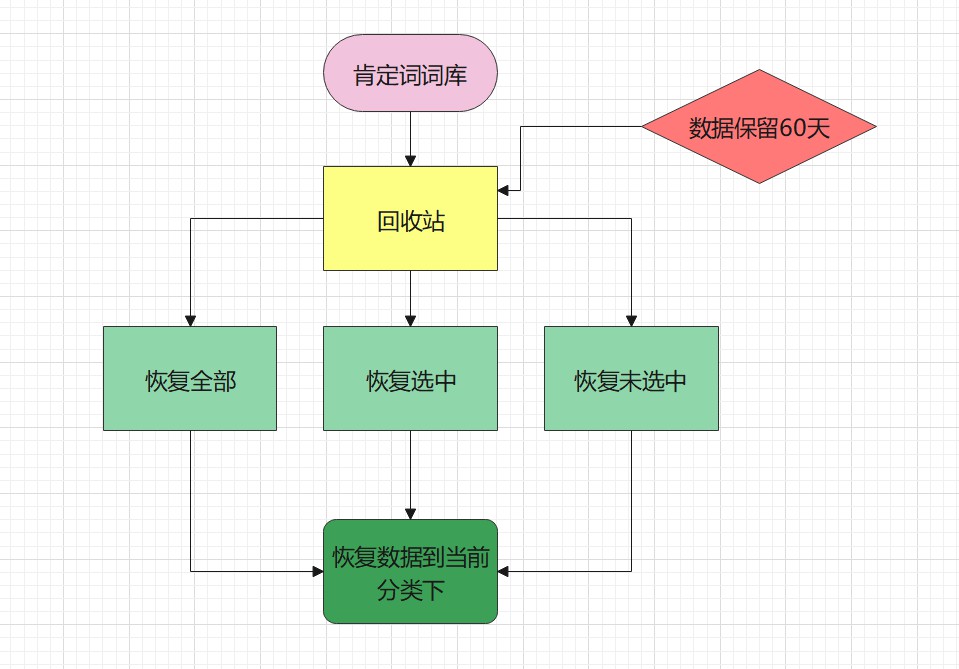 肯定词词库
数据保留60天
回收站
恢复全部
恢复选中
恢复未选中
恢复数据到当前
分类下